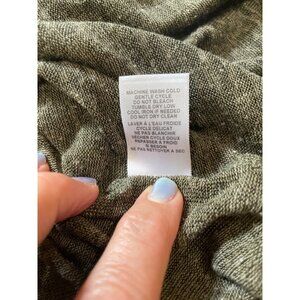 MACHINE WASH COLD
GENTLE CYCLE
DO NOT BLEACH
TUMBLE DRY LOW
COOL IRON IF NEEDED
DO NOT DRY CLEAN
LAVER À L'EAU FROIDE
CYCLE DELICAT
NE PAS BLANCHIR
SÉCHER CYCLE DOUX
REPASSER À FROID
SI BESOIN
NE PAS NETTOYER A SEC